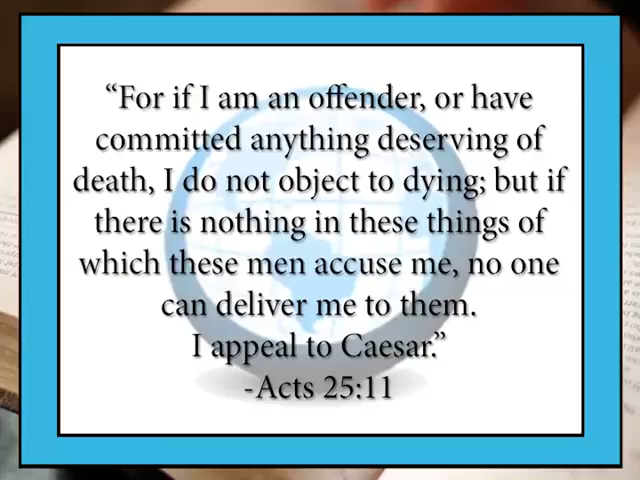 “For if I am an offender, or have
committed anything deserving of
death, I do not object to dying; but if
there is nothing in these things of
which these men accuse me, no one
can deliver me to them.
I appeal to Caesar.”
-Acts 25:11